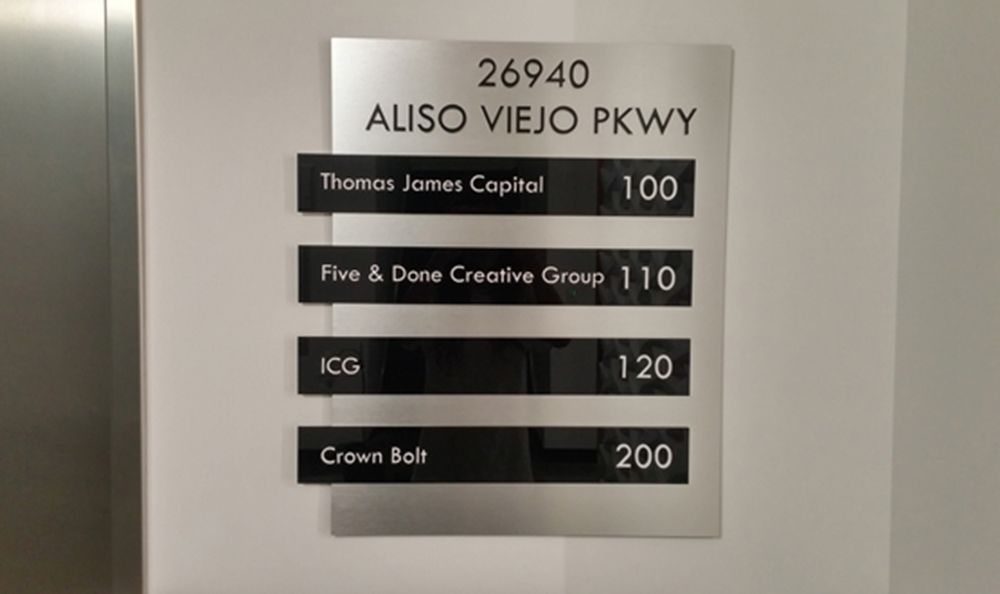 26940
ALISO VIEJO PKWY
Thomas James Capital 100
Five & Done Creative Group 110
ICG 120
Crown Bolt 200